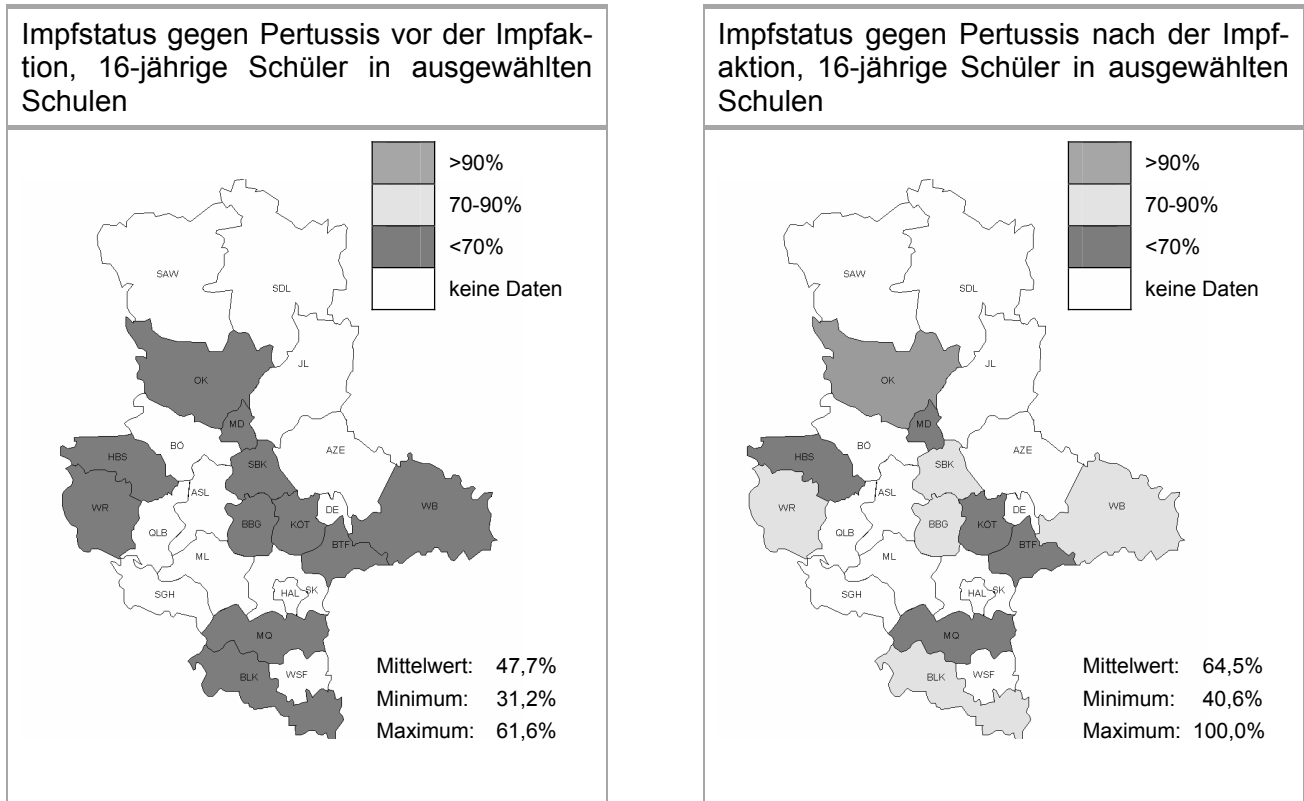 Impfstatus gegen Pertussis vor der Impfak-
tion, 16-jährige Schüler in ausgewählten
Schulen
>90%
70-90%
<70%
keine Daten
SAW
SDL
OK
JL
MD
BÖ
HBS
SBK
AZE
ASL
WR
BBG
KÖT
DE
WB
QLB
BTF
ML
SGH
HAL
SK
MQ
BLK
WSF
Mittelwert: 47,7%
Minimum: 31,2%
Maximum: 61,6%
Impfstatus gegen Pertussis nach der Impf-
aktion, 16-jährige Schüler in ausgewählten
Schulen
>90%
70-90%
<70%
keine Daten
SAW
SDL
OK
JL
MD
BÖ
HBS
SBK
AZE
ASL
WR
BBG
KÖT
DE
WB
QLB
BTF
ML
SGH
HAL
SK
MQ
BLK
WSF
Mittelwert: 64,5%
Minimum: 40,6%
Maximum: 100,0%